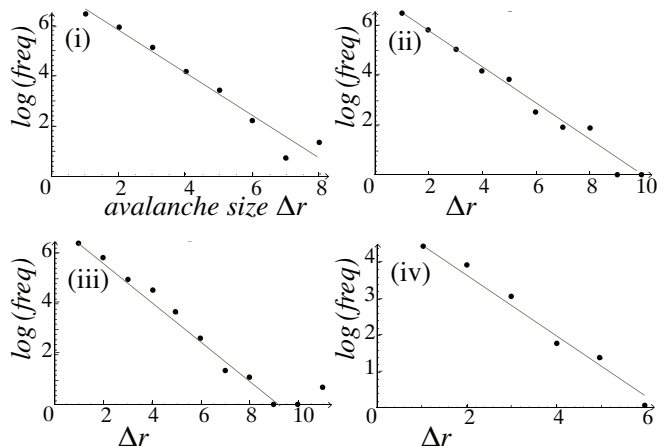 (i)
log (freq)
6
4
2
0 2 4 6 8
avalanche size Δr
(ii)
log (freq)
6
4
2
0 2 4 6 8 10
Δr
(iii)
log (freq)
6
4
2
0 2 4 6 8 10
Δr
(iv)
log (freq)
4
3
2
1
0 2 4 6
Δr